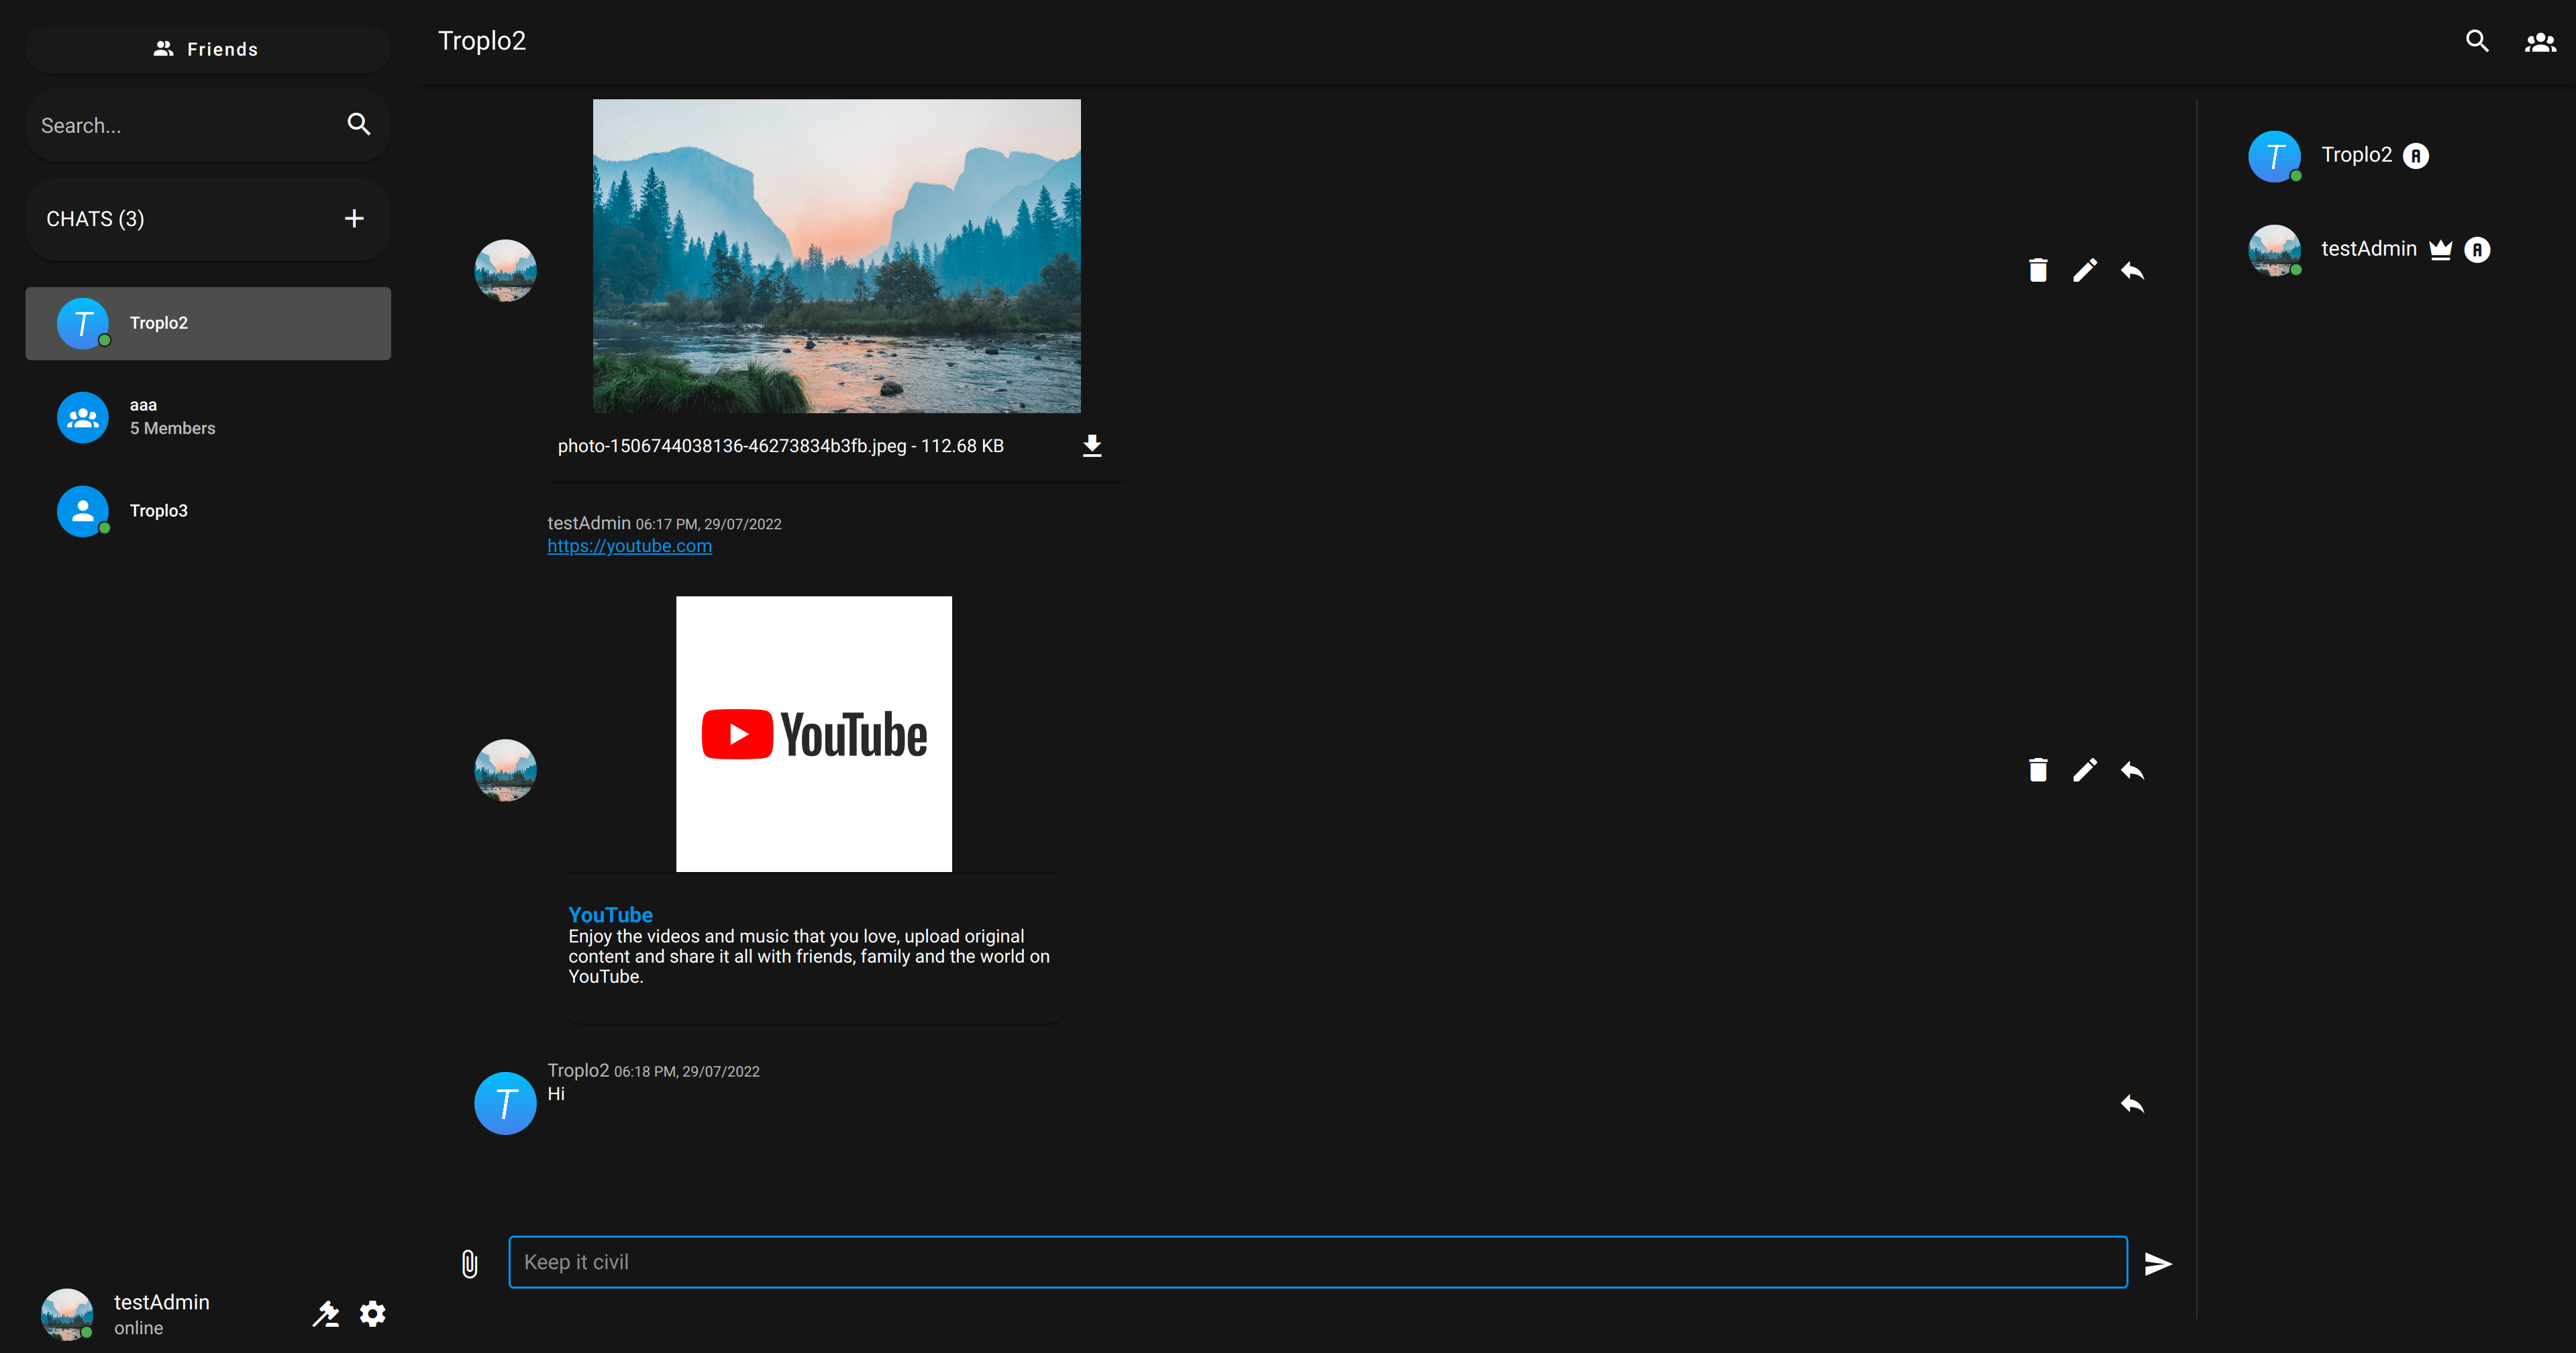 Friends
Search...
CHATS (3)
T
Troplo2
aaa
5 Members
Troplo3
testAdmin
online
Troplo2
photo-1506744038136-46273834b3fb.jpeg - 112.68 KB
testAdmin 06:17 PM, 29/07/2022
https://youtube.com
YouTube
YouTube
Enjoy the videos and music that you love, upload original
content and share it all with friends, family and the world on
YouTube.
T
Troplo2 06:18 PM, 29/07/2022
Hi
Keep it civil
T
Troplo2 A
testAdmin A